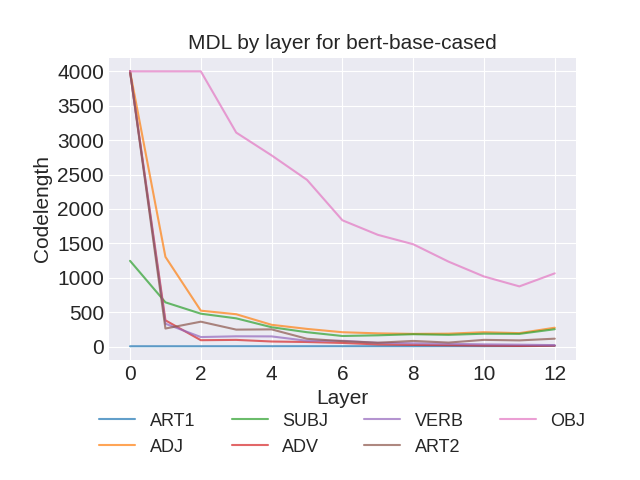 MDL by layer for bert-base-cased
4000
3500
3000
2500
2000
1500
1000
500
0
Codelength
0 2 4 6 8 10 12
Layer
ART1 SUBJ VERB OBJ
ADJ ADV ART2